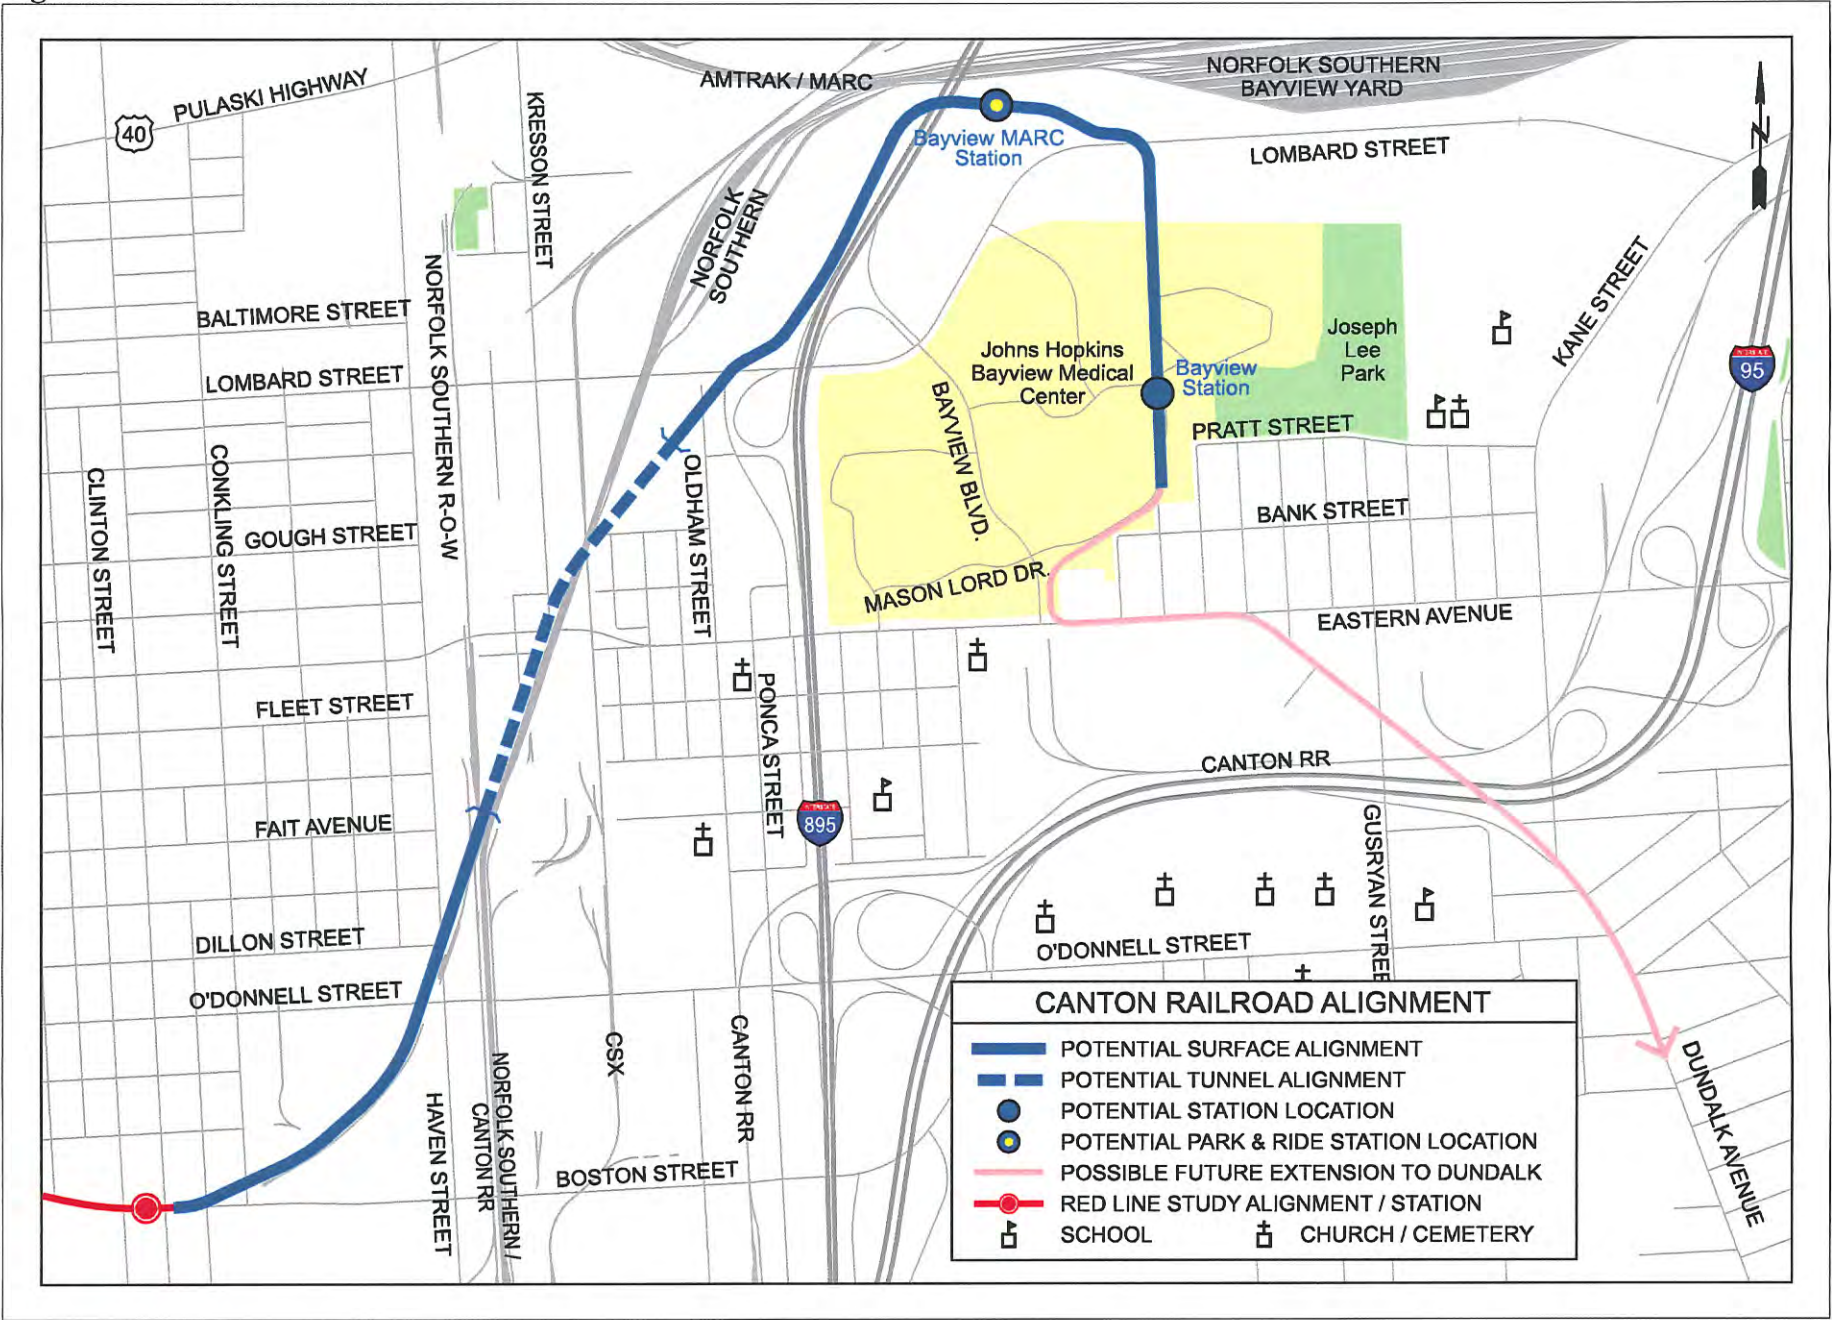 AMTRAK / MARC
NORFOLK SOUTHERN
BAYVIEW YARD
PULASKI HIGHWAY
40
KRESSON STREET
Bayview MARC
Station
LOMBARD STREET
N
NORFOLK
SOUTHERN
KANE STREET
BALTIMORE STREET
NORFOLK SOUTHERN R-O-W
Joseph
Lee
Park
Johns Hopkins
Bayview Medical
Center
Bayview
Station
INTERSTATE
95
LOMBARD STREET
BAYVIEW BLVD.
PRATT STREET
CLINTON STREET
CONKLING STREET
OLDHAM STREET
GOUGH STREET
BANK STREET
MASON LORD DR.
EASTERN AVENUE
FLEET STREET
PONCA STREET
CANTON RR
FAIT AVENUE
INTERSTATE
895
GUSRYAN STREE
DILLON STREET
O'DONNELL STREET
O'DONNELL STREET
HAVEN STREET
NORFOLK SOUTHERN /
CANTON RR
CSX
CANTON RR
BOSTON STREET
DUNDALK AVENUE
CANTON RAILROAD ALIGNMENT
POTENTIAL SURFACE ALIGNMENT
POTENTIAL TUNNEL ALIGNMENT
POTENTIAL STATION LOCATION
POTENTIAL PARK & RIDE STATION LOCATION
POSSIBLE FUTURE EXTENSION TO DUNDALK
RED LINE STUDY ALIGNMENT / STATION
SCHOOL CHURCH / CEMETERY